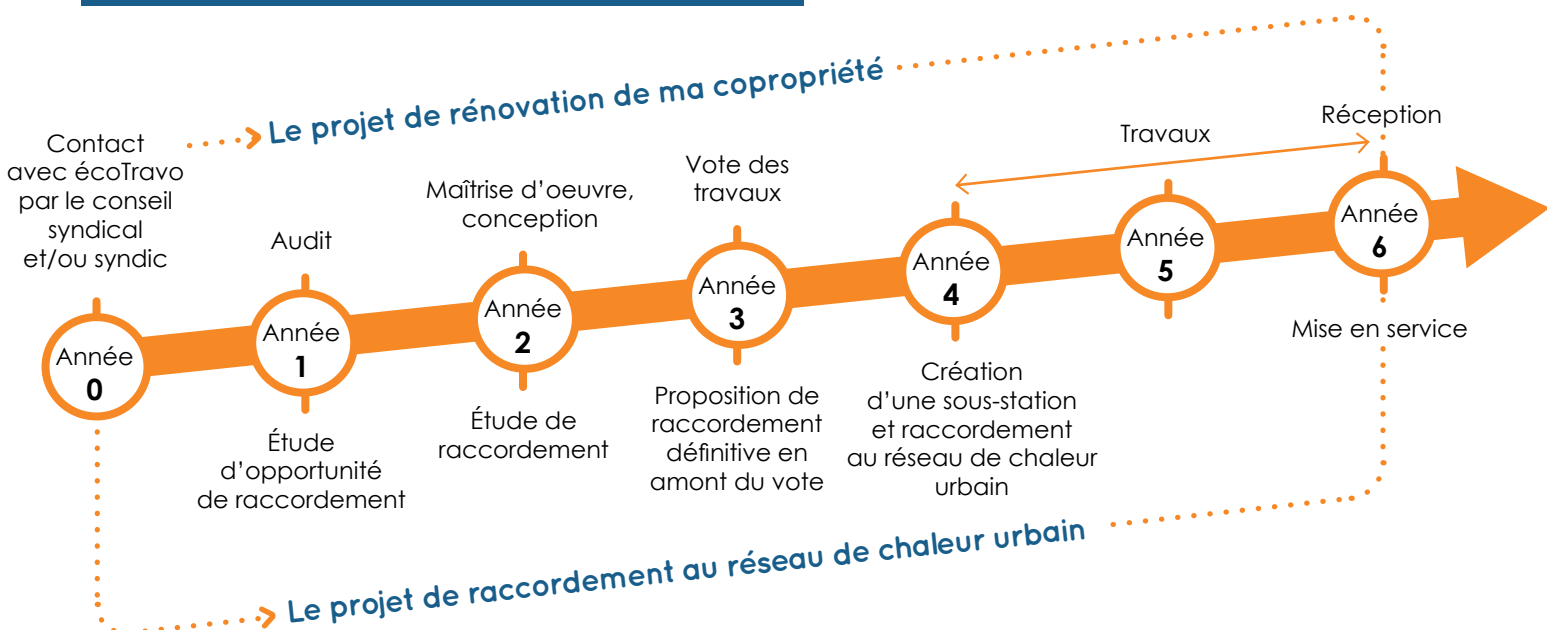 Le projet de rénovation de ma copropriété
Contact
avec écoTravo
par le conseil
syndical
et/ou syndic
Audit
Maîtrise d'oeuvre,
conception
Vote des
travaux
Travaux
Réception
Année
0
Année
1
Année
2
Année
3
Année
4
Année
5
Année
6
Étude
d'opportunité
de raccordement
Étude de
raccordement
Proposition de
raccordement
définitive en
amont du vote
Création
d'une sous-station
et raccordement
au réseau de chaleur
urbain
Mise en service
Le projet de raccordement au réseau de chaleur urbain